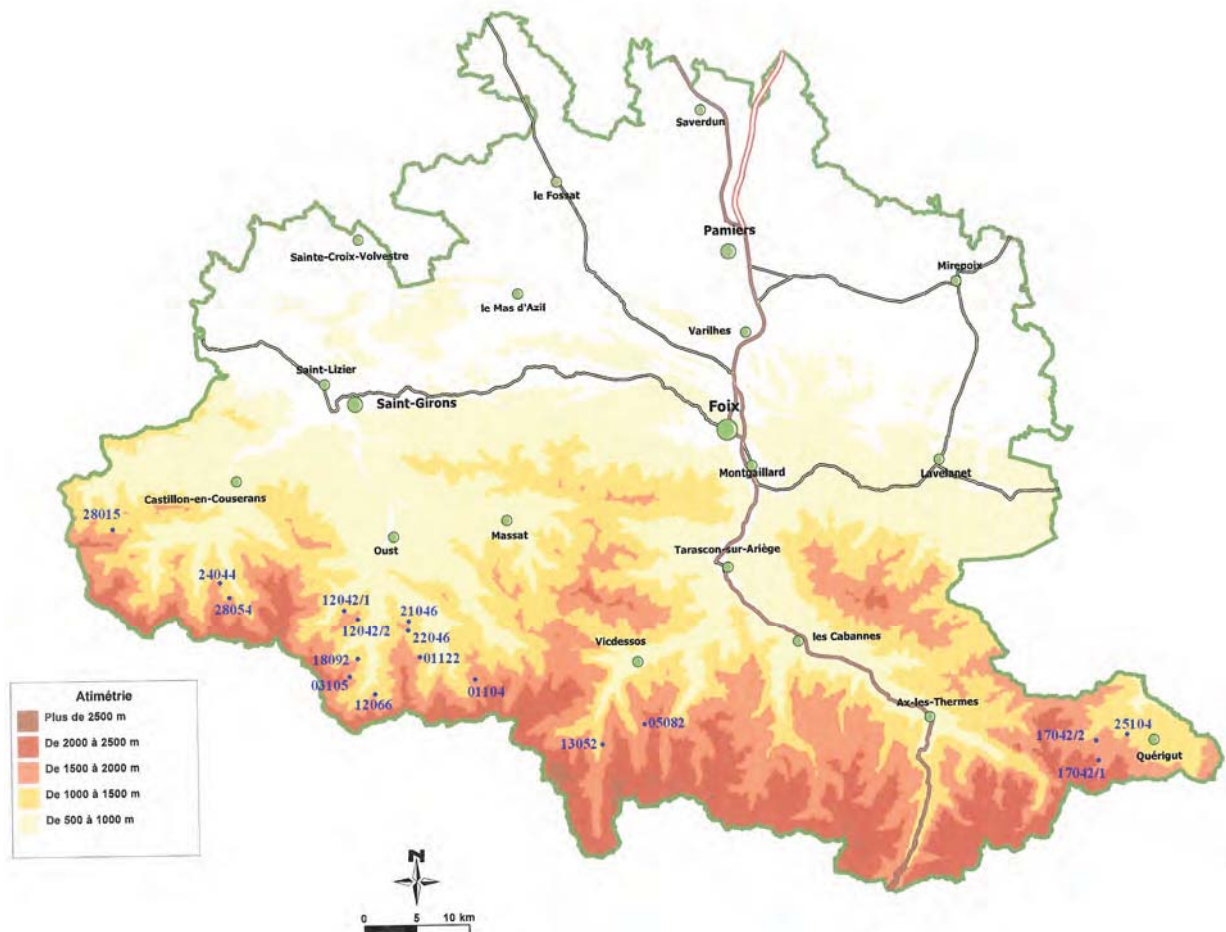 Saverdun
le Fossat
Pamiers
Sainte-Croix-Volvestre
Mirepoix
le Mas d'Azil
Varilhes
Saint-Lizier
Saint-Girons
Foix
Montgaillard
Lavelanet
Castillon-en-Couserans
28015
Massat
Oust
Tarascon-sur-Ariège
24044
28054
12042/1
21046
12042/2
22046
Vicdessos
les Cabannes
18092
01122
03105
01104
12066
Ax-les-Thermes
05082
13052
17042/2
25104
Quérigut
17042/1
Atimétrie
Plus de 2500 m
De 2000 à 2500 m
De 1500 à 2000 m
De 1000 à 1500 m
De 500 à 1000 m
N
0 5 10 km